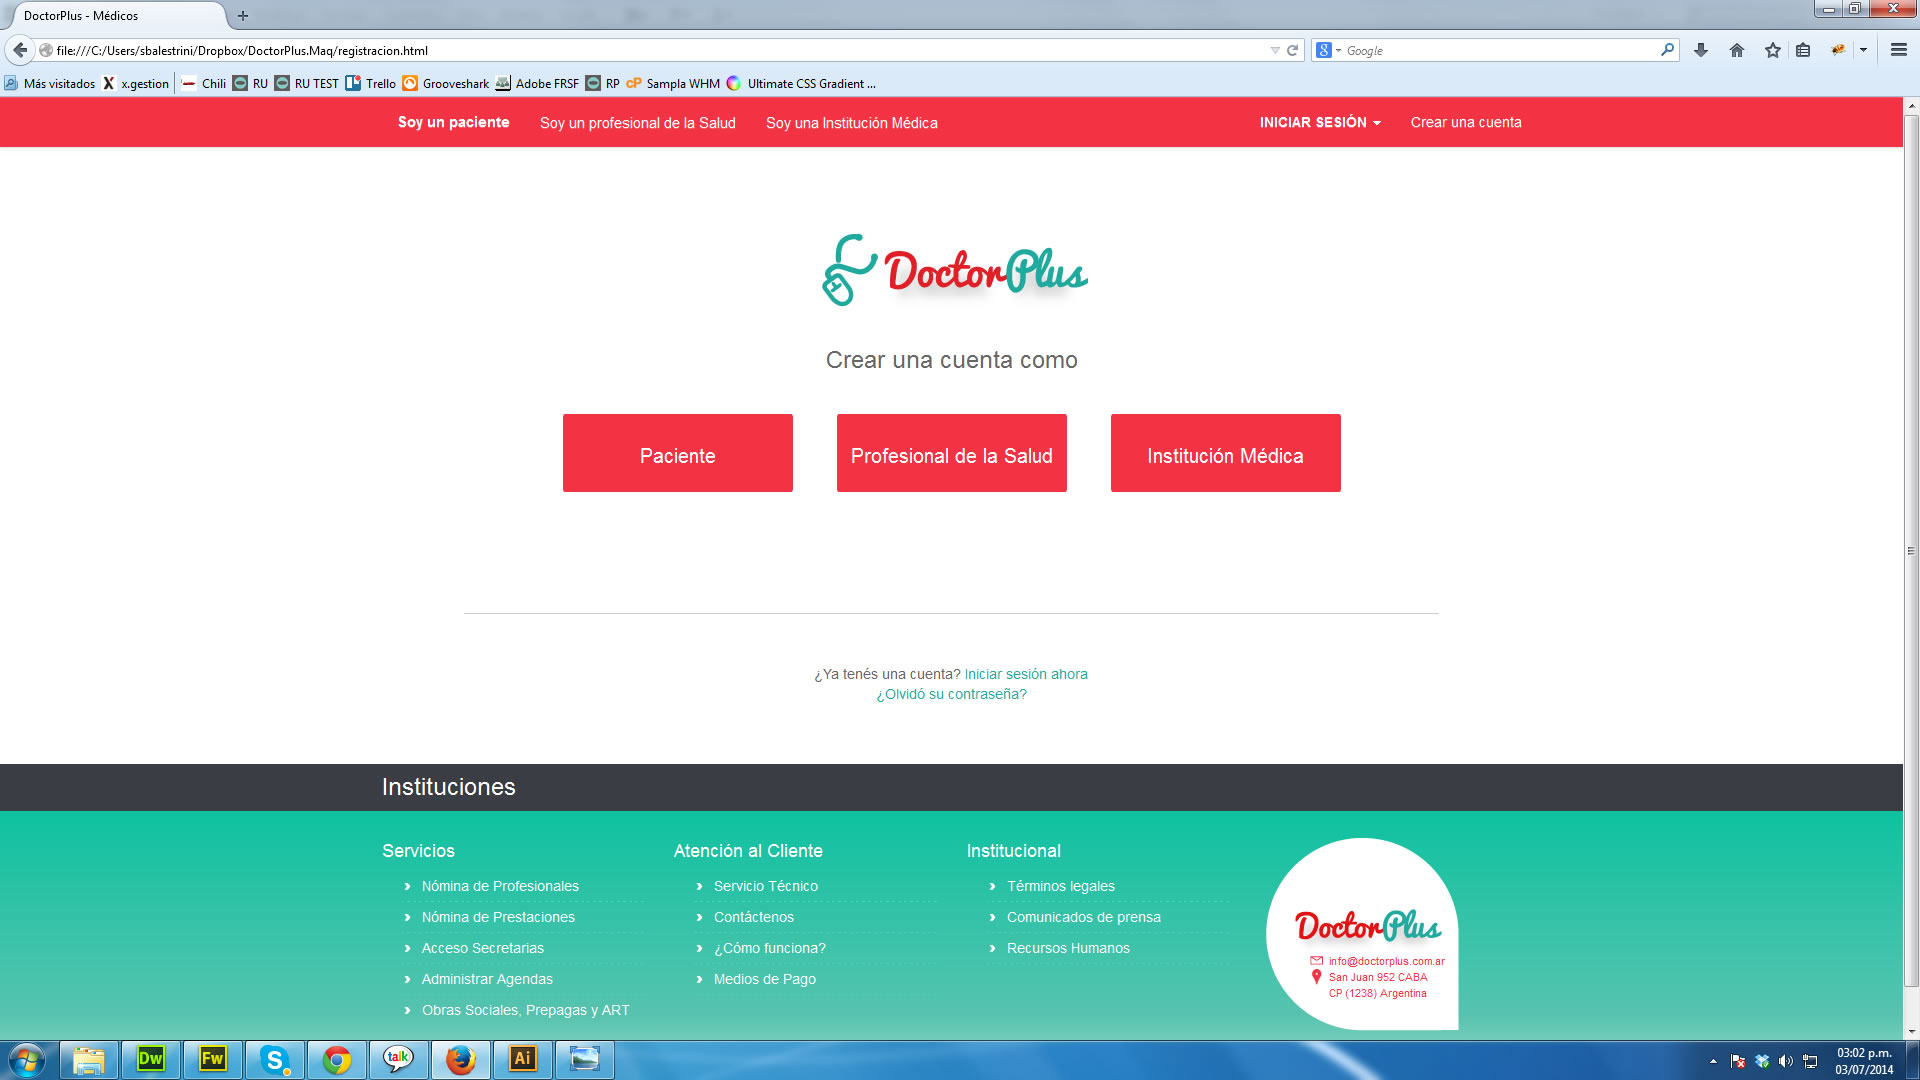 DoctorPlus - Médicos
file:///C:/Users/sbalestrini/Dropbox/DoctorPlus.Maq/registracion.html
Google
Más visitados x.gestion Chili RU RU TEST Trello Grooveshark Adobe FRSF RP Sampla WHM Ultimate CSS Gradient ...
Soy un paciente Soy un profesional de la Salud Soy una Institución Médica INICIAR SESIÓN Crear una cuenta
DoctorPlus
Crear una cuenta como
Paciente Profesional de la Salud Institución Médica
¿Ya tenés una cuenta? Iniciar sesión ahora
¿Olvidó su contraseña?
Instituciones
Servicios
Nómina de Profesionales
Nómina de Prestaciones
Acceso Secretarias
Administrar Agendas
Obras Sociales, Prepagas y ART
Atención al Cliente
Servicio Técnico
Contáctenos
¿Cómo funciona?
Medios de Pago
Institucional
Términos legales
Comunicados de prensa
Recursos Humanos
DoctorPlus
info@doctorplus.com.ar
San Juan 952 CABA
CP (1238) Argentina
Dw Fw S talk Ai
03:02 p.m.
03/07/2014